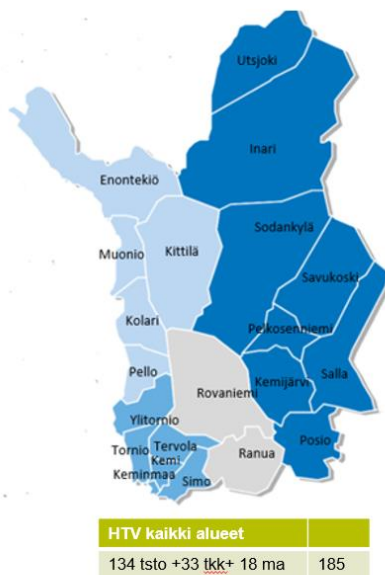 Utsjoki
Inari
Enontekiö
Sodankylä
Muonio
Kittilä
Savukoski
Kolari
Pelkosenniemi
Pello
Kemijärvi
Salla
Rovaniemi
Ylitornio
Posio
Tornio
Tervola
Ranua
Kemi
Keminmaa
Simo
HTV kaikki alueet
134 tsto +33 tkk+ 18 ma 185